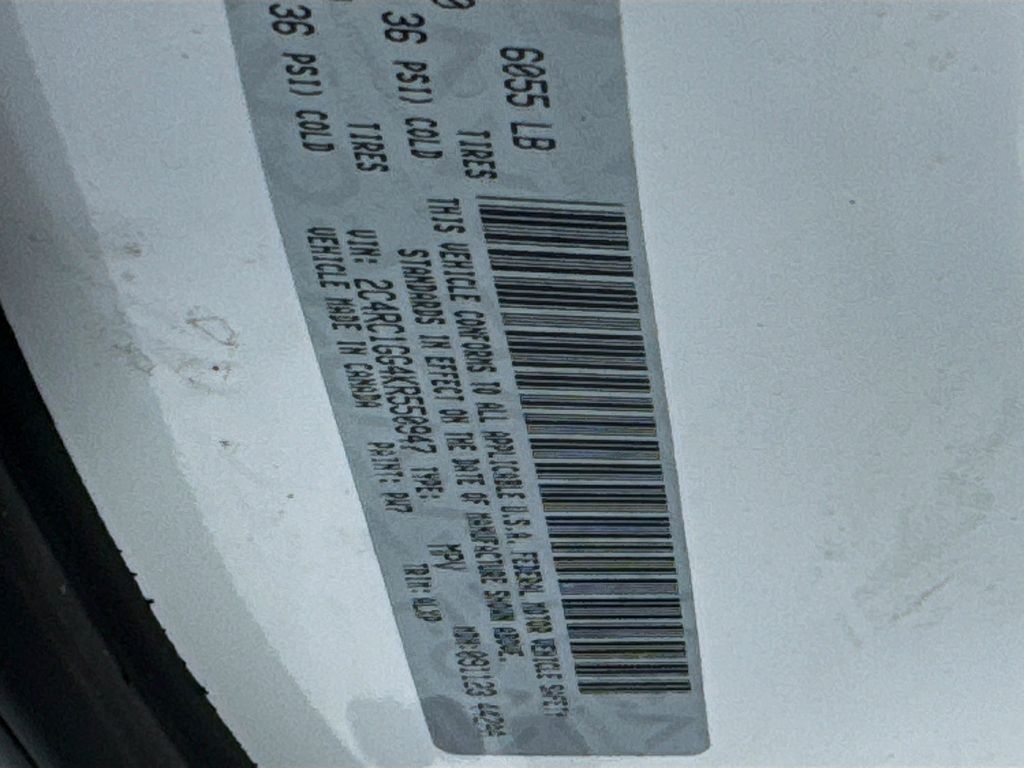 6055 LB
TIRES
36 PSI) COLD
TIRES
36 PSI) COLD
THIS VEHICLE CONFORMS TO ALL APPLICABLE U.S.A. FEDERAL MOTOR VEHICLE SAFETY
STANDARDS IN EFFECT ON THE DATE OF MANUFACTURE SHOWN ABOVE.
VIN: 2C4RC1GG4KR550947 TYPE: MPV MDH:091123
VEHICLE MADE IN CANADA PAINT: PW7 TRIM: